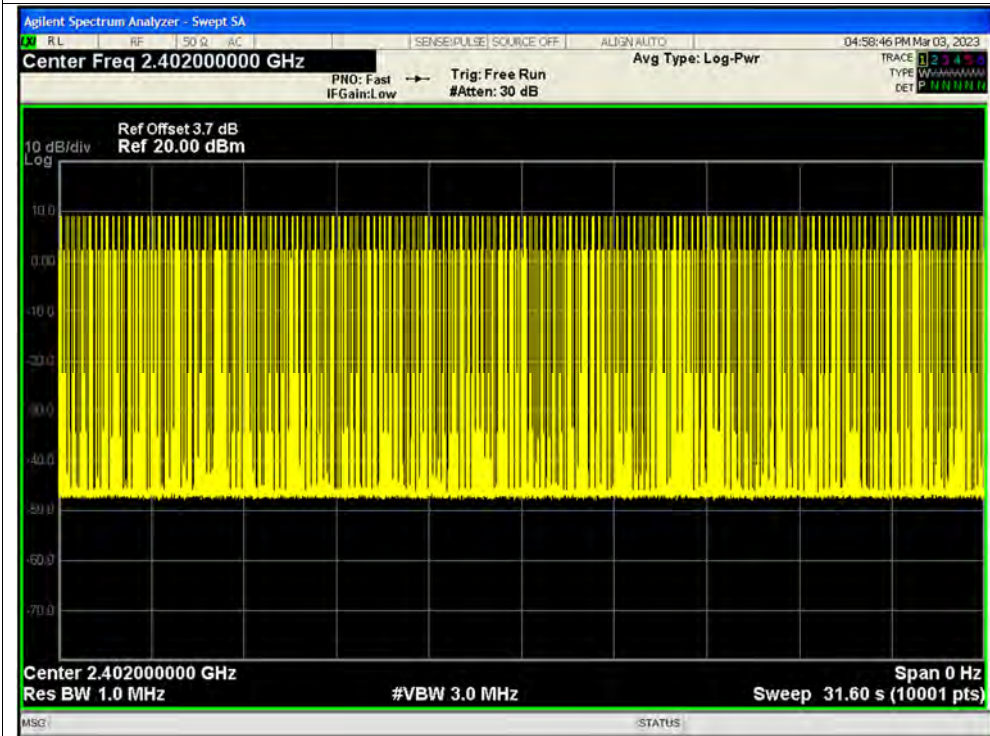 Agilent Spectrum Analyzer - Swept SA
LXI RL RF 50 Ω AC SENSE:PULSE SOURCE OFF ALIGN AUTO 04:58:46 PM Mar 03, 2023
Center Freq 2.402000000 GHz
PNO: Fast
IFGain:Low
Trig: Free Run
#Atten: 30 dB
Avg Type: Log-Pwr
TRACE 1 2 3 4 5 6
TYPE W
DET P N N N N N
Ref Offset 3.7 dB
10 dB/div Ref 20.00 dBm
Log
10.0
0.00
-10.0
-20.0
-30.0
-40.0
-50.0
-60.0
-70.0
Center 2.402000000 GHz Span 0 Hz
Res BW 1.0 MHz #VBW 3.0 MHz Sweep 31.60 s (10001 pts)
MSG STATUS